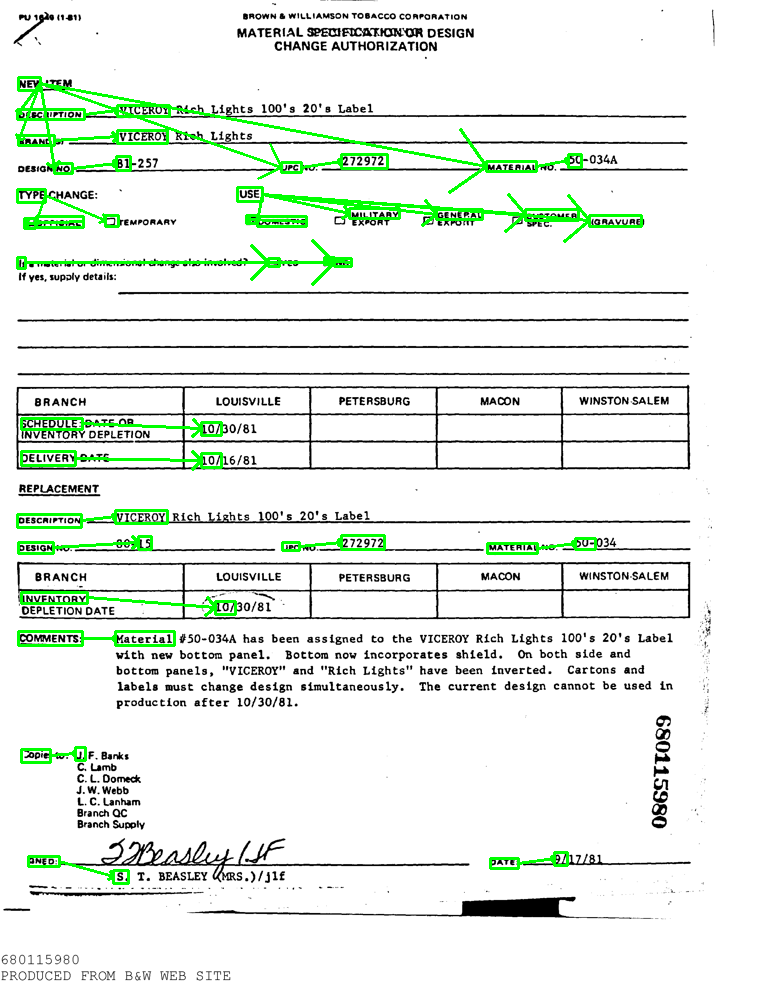 PU 1649 (1-81)
BROWN & WILLIAMSON TOBACCO CORPORATION
MATERIAL SPECIFICATION OR DESIGN
CHANGE AUTHORIZATION
NEW ITEM
DESCRIPTION VICEROY Rich Lights 100's 20's Label
BRAND: VICEROY Rich Lights
DESIGN NO. 81-257 UPC NO. 272972 MATERIAL NO. 50-034A
TYPE CHANGE: USE
OFFICIAL TEMPORARY DOMESTIC MILITARY EXPORT GENERAL EXPORT CUSTOMER SPEC. (GRAVURE)
Is a material or dimensional change also involved? YES NO
If yes, supply details:
BRANCH LOUISVILLE PETERSBURG MACON WINSTON-SALEM
SCHEDULE: DATE OR
INVENTORY DEPLETION 10/30/81
DELIVERY DATE 10/16/81
REPLACEMENT
DESCRIPTION VICEROY Rich Lights 100's 20's Label
DESIGN NO. UPC NO. 272972 MATERIAL NO. 50-034
BRANCH LOUISVILLE PETERSBURG MACON WINSTON-SALEM
INVENTORY
DEPLETION DATE 10/30/81
COMMENTS: Material #50-034A has been assigned to the VICEROY Rich Lights 100's 20's Label
with new bottom panel. Bottom now incorporates shield. On both side and
bottom panels, "VICEROY" and "Rich Lights" have been inverted. Cartons and
labels must change design simultaneously. The current design cannot be used in
production after 10/30/81.
680115980
Copies to: J. F. Banks
C. Lamb
C. L. Domeck
J. W. Webb
L. C. Lanham
Branch QC
Branch Supply
S T Beasley/jlf
SIGNED:
S. T. BEASLEY (MRS.)/jlf
DATE: 9/17/81
680115980
PRODUCED FROM B&W WEB SITE